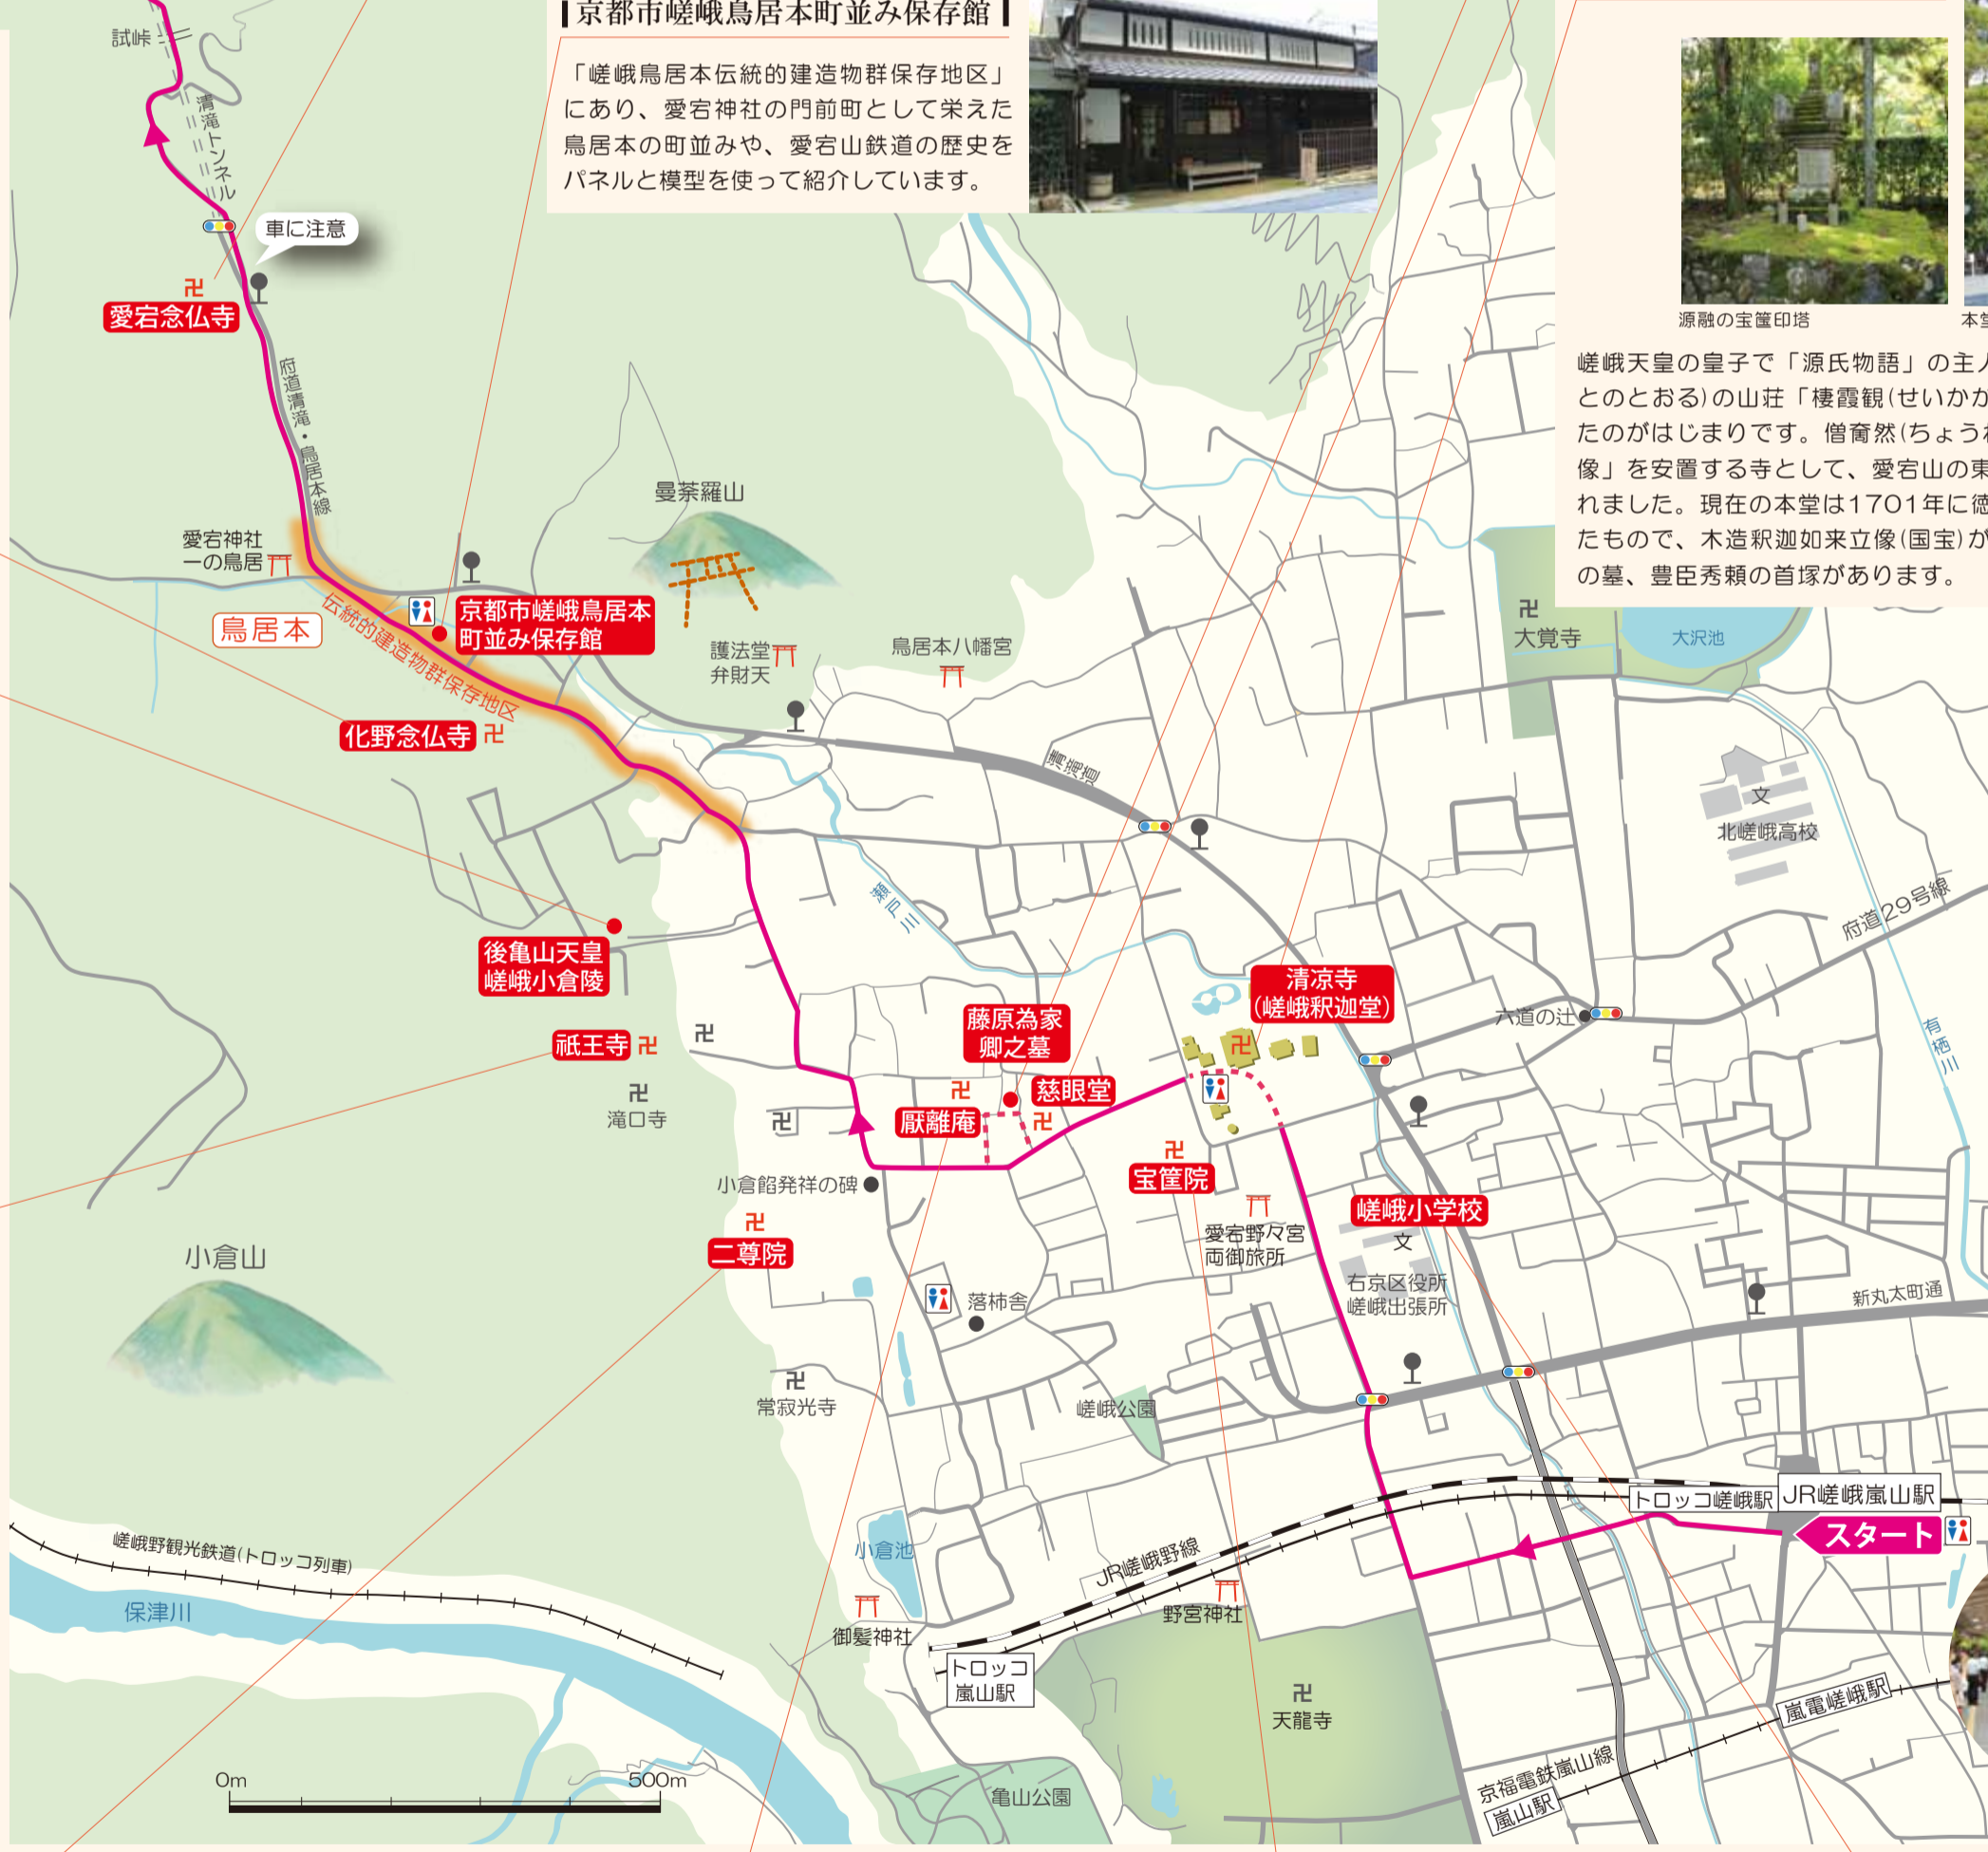 京都市嵯峨鳥居本町並み保存館
「嵯峨鳥居本伝統的建造物群保存地区」
にあり、愛宕神社の門前町として栄えた
鳥居本の町並みや、愛宕山鉄道の歴史を
パネルと模型を使って紹介しています。
源融の宝篋印塔
本堂
嵯峨天皇の皇子で「源氏物語」の主人
とのとおる)の山荘「棲霞観(せいかか
たのがはじまりです。僧奝然(ちょうね
像」を安置する寺として、愛宕山の東
れました。現在の本堂は1701年に徳
たもので、木造釈迦如来立像(国宝)が
の墓、豊臣秀頼の首塚があります。
試峠
清滝トンネル
車に注意
愛宕念仏寺
府道清滝・鳥居本線
愛宕神社
一の鳥居
鳥居本
伝統的建造物群保存地区
京都市嵯峨鳥居本
町並み保存館
曼荼羅山
護法堂
弁財天
鳥居本八幡宮
化野念仏寺
清滝道
大覚寺
大沢池
文
北嵯峨高校
府道29号線
有栖川
瀬戸川
後亀山天皇
嵯峨小倉陵
祇王寺
滝口寺
藤原為家
卿之墓
慈眼堂
厭離庵
清凉寺
(嵯峨釈迦堂)
六道の辻
小倉餡発祥の碑
宝筐院
愛宕野々宮
両御旅所
嵯峨小学校
文
右京区役所
嵯峨出張所
二尊院
小倉山
落柿舎
常寂光寺
嵯峨公園
新丸太町通
トロッコ嵯峨駅
JR嵯峨嵐山駅
スタート
JR嵯峨野線
嵯峨野観光鉄道(トロッコ列車)
保津川
小倉池
御髪神社
野宮神社
トロッコ
嵐山駅
天龍寺
亀山公園
嵐電嵯峨駅
京福電鉄嵐山線
嵐山駅
0m
500m